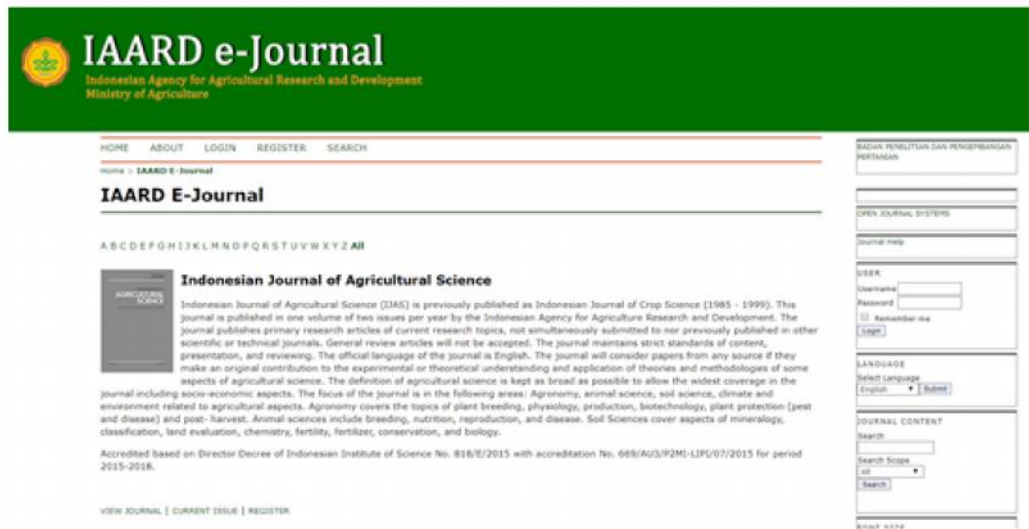 IAARD e-Journal
Indonesian Agency for Agricultural Research and Development
Ministry of Agriculture
HOME ABOUT LOGIN REGISTER SEARCH
Home > IAARD E-Journal
IAARD E-Journal
A B C D E F G H I J K L M N O P Q R S T U V W X Y Z All
AGRICULTURAL
SCIENCE
Indonesian Journal of Agricultural Science
Indonesian Journal of Agricultural Science (IJAS) is previously published as Indonesian Journal of Crop Science (1985 - 1999). This
journal is published in one volume of two issues per year by the Indonesian Agency for Agriculture Research and Development. The
journal publishes primary research articles of current research topics, not simultaneously submitted to nor previously published in other
scientific or technical journals. General review articles will not be accepted. The journal maintains strict standards of content,
presentation, and reviewing. The official language of the journal is English. The journal will consider papers from any source if they
make an original contribution to the experimental or theoretical understanding and application of theories and methodologies of some
aspects of agricultural science. The definition of agricultural science is kept as broad as possible to allow the widest coverage in the
journal including socio-economic aspects. The focus of the journal is in the following areas: Agronomy, animal science, soil science, climate and
environment related to agricultural aspects. Agronomy covers the topics of plant breeding, physiology, production, biotechnology, plant protection (pest
and disease) and post- harvest. Animal sciences include breeding, nutrition, reproduction, and disease. Soil Sciences cover aspects of mineralogy,
classification, land evaluation, chemistry, fertility, fertilizer, conservation, and biology.
Accredited based on Director Decree of Indonesian Institute of Science No. 818/E/2015 with accreditation No. 669/AU3/P2MI-LIPI/07/2015 for period
2015-2018.
VIEW JOURNAL | CURRENT ISSUE | REGISTER
BADAN PENELITIAN DAN PENGEMBANGAN
PERTANIAN
OPEN JOURNAL SYSTEMS
Journal Help
USER
Username
Password
Remember me
Login
LANGUAGE
Select Language
English Submit
JOURNAL CONTENT
Search
Search Scope
All
Search
FONT SIZE